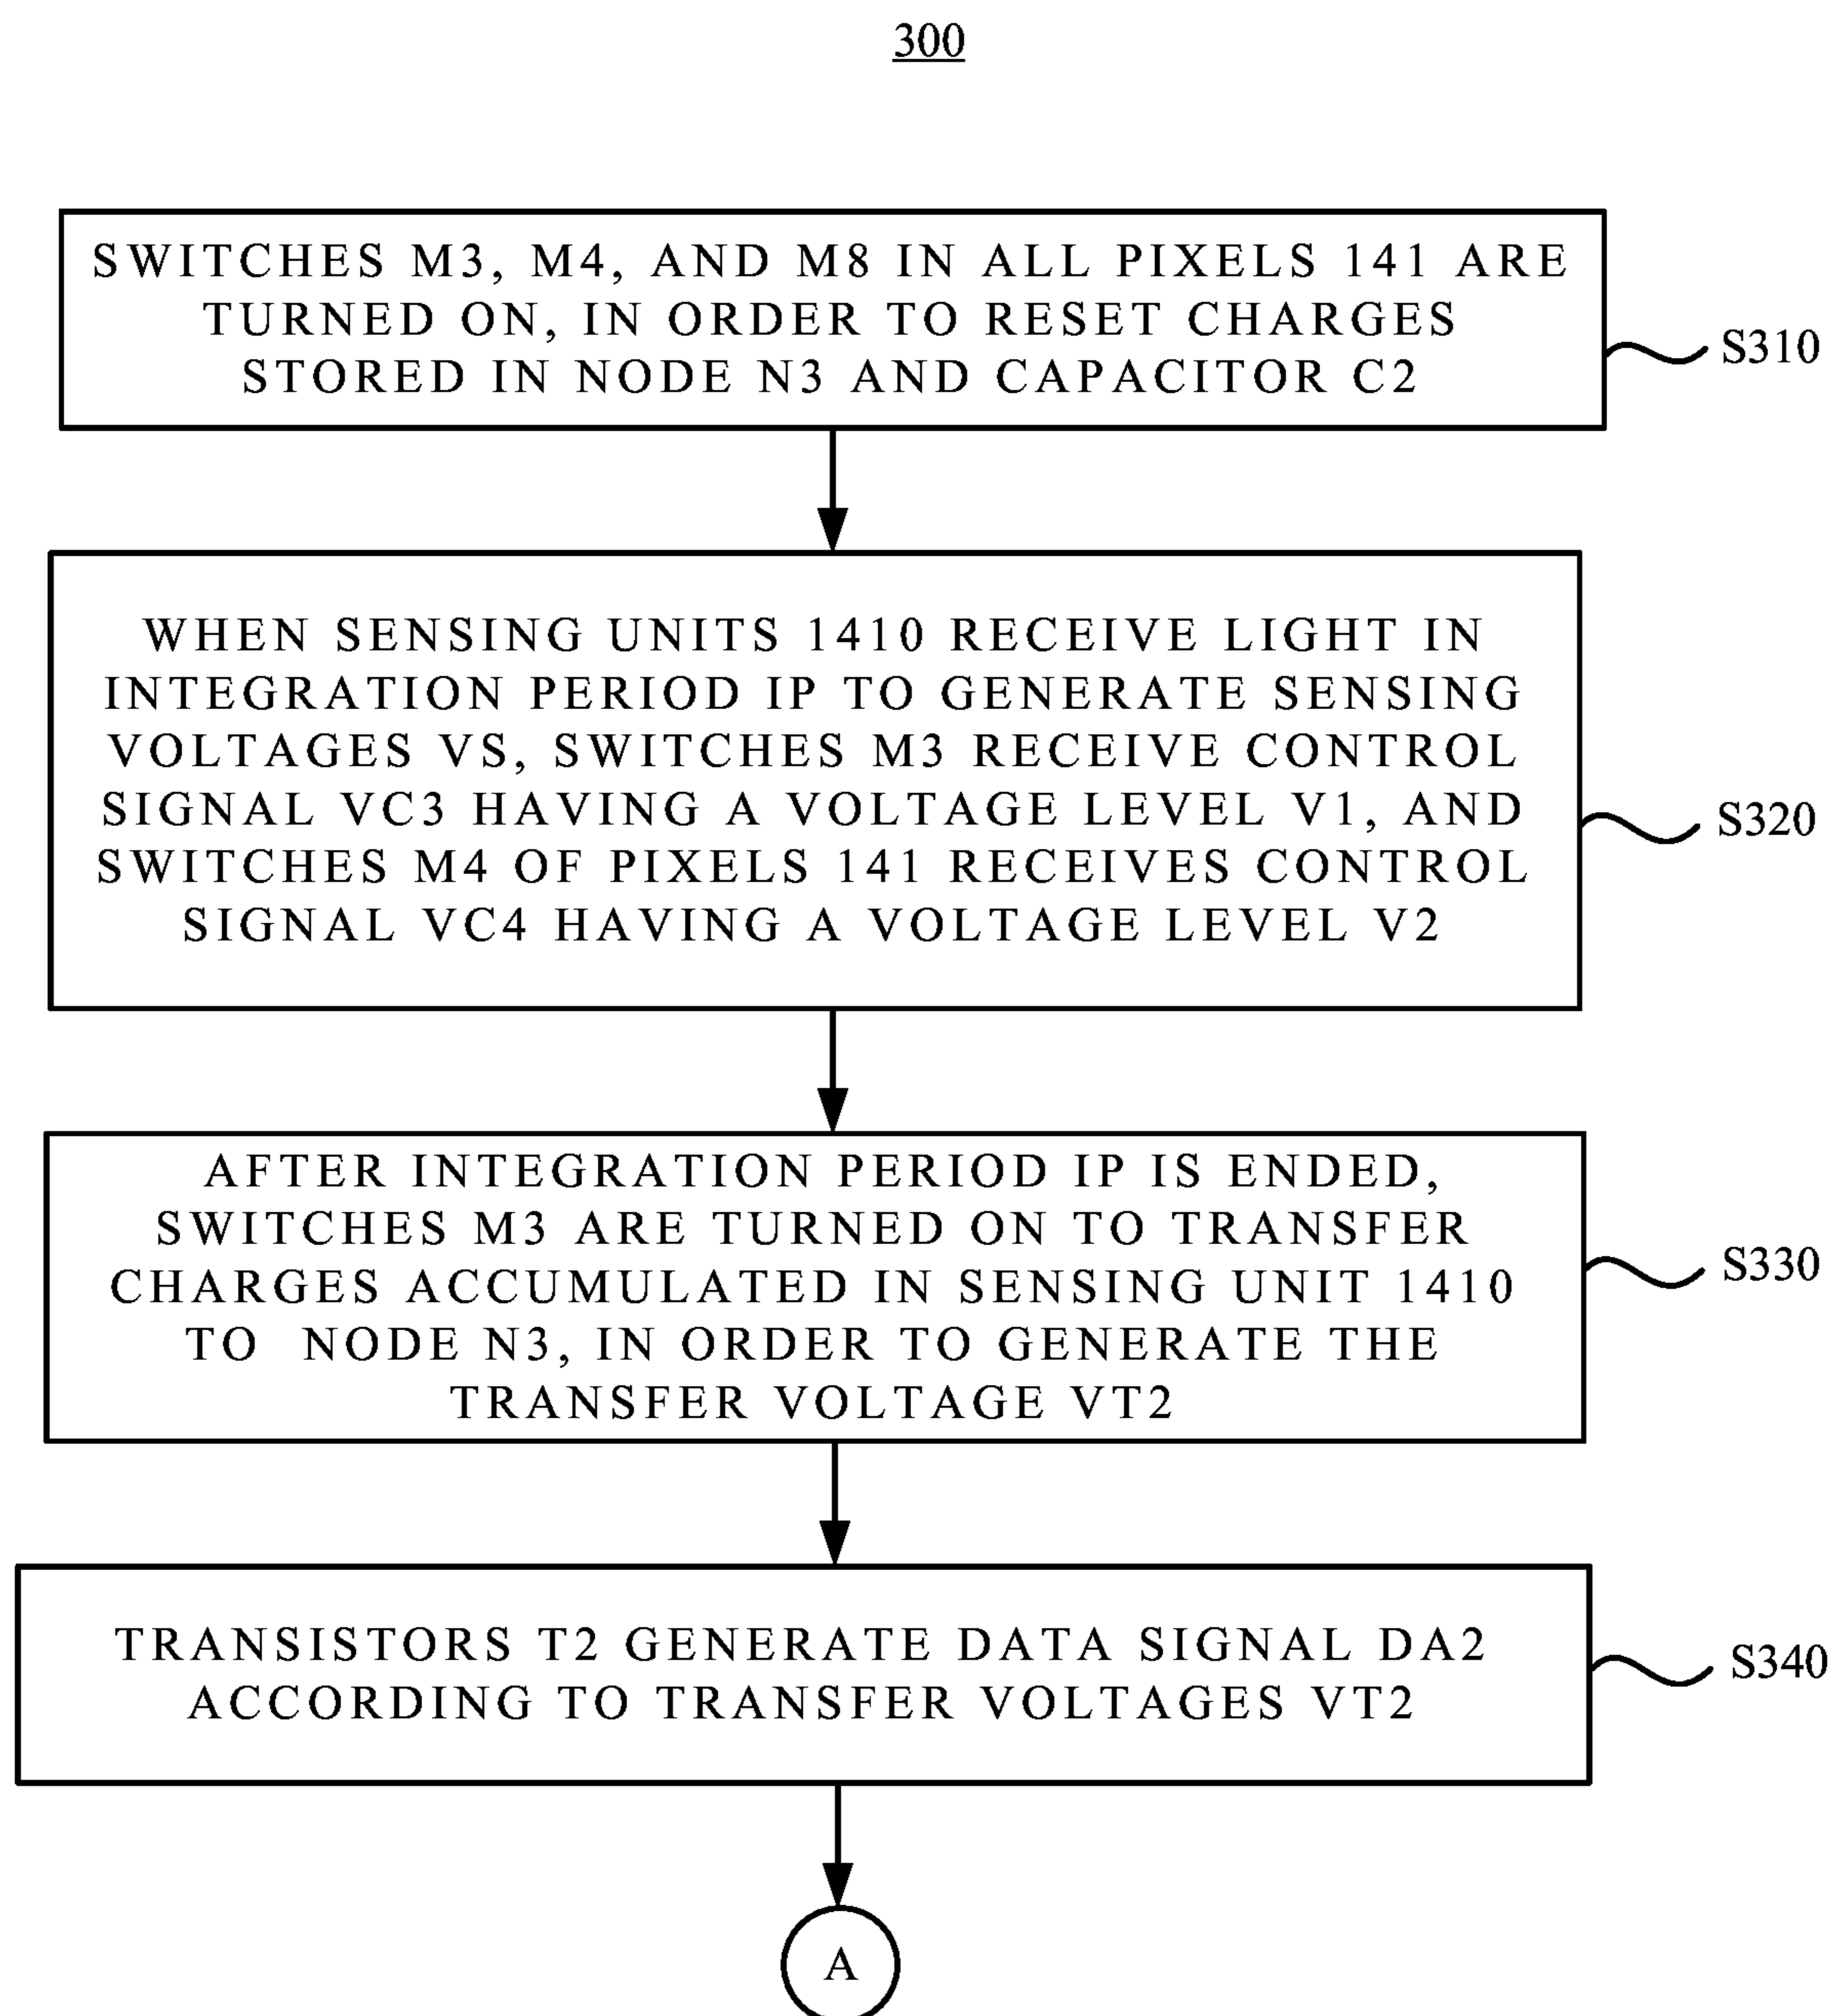 300
SWITCHES M3, M4, AND M8 IN ALL PIXELS 141 ARE
TURNED ON, IN ORDER TO RESET CHARGES
STORED IN NODE N3 AND CAPACITOR C2
S310
WHEN SENSING UNITS 1410 RECEIVE LIGHT IN
INTEGRATION PERIOD IP TO GENERATE SENSING
VOLTAGES VS, SWITCHES M3 RECEIVE CONTROL
SIGNAL VC3 HAVING A VOLTAGE LEVEL V1, AND
SWITCHES M4 OF PIXELS 141 RECEIVES CONTROL
SIGNAL VC4 HAVING A VOLTAGE LEVEL V2
S320
AFTER INTEGRATION PERIOD IP IS ENDED,
SWITCHES M3 ARE TURNED ON TO TRANSFER
CHARGES ACCUMULATED IN SENSING UNIT 1410
TO NODE N3, IN ORDER TO GENERATE THE
TRANSFER VOLTAGE VT2
S330
TRANSISTORS T2 GENERATE DATA SIGNAL DA2
ACCORDING TO TRANSFER VOLTAGES VT2
S340
A